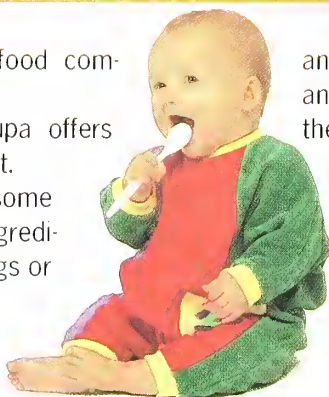 food com-
upa offers
t.
some
gredi-
gs or
an
an
the